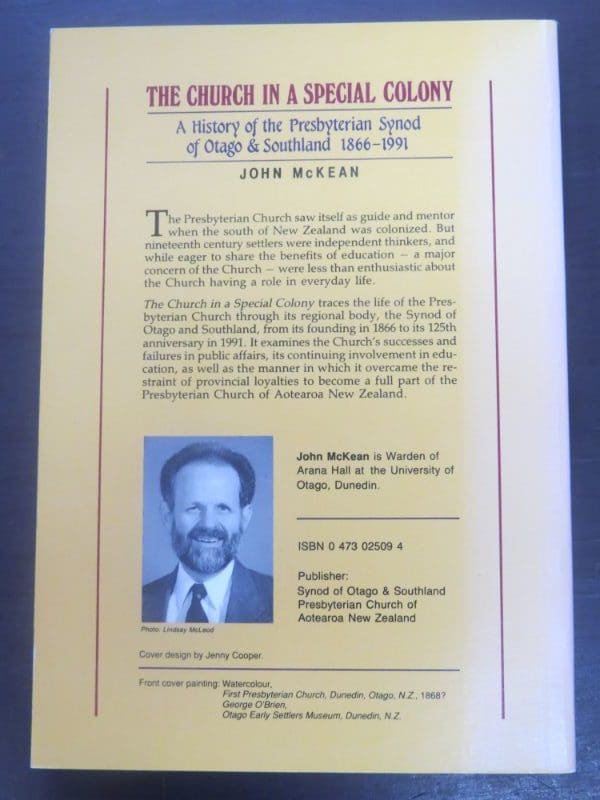 THE CHURCH IN A SPECIAL COLONY
A History of the Presbyterian Synod
of Otago & Southland 1866-1991
JOHN McKEAN
The Presbyterian Church saw itself as guide and mentor
when the south of New Zealand was colonized. But
nineteenth century settlers were independent thinkers, and
while eager to share the benefits of education – a major
concern of the Church – were less than enthusiastic about
the Church having a role in everyday life.
The Church in a Special Colony traces the life of the Pres-
byterian Church through its regional body, the Synod of
Otago and Southland, from its founding in 1866 to its 125th
anniversary in 1991. It examines the Church's successes and
failures in public affairs, its continuing involvement in edu-
cation, as well as the manner in which it overcame the re-
straint of provincial loyalties to become a full part of the
Presbyterian Church of Aotearoa New Zealand.
John McKean is Warden of
Arana Hall at the University of
Otago, Dunedin.
ISBN 0 473 02509 4
Publisher:
Synod of Otago & Southland
Presbyterian Church of
Aotearoa New Zealand
Photo: Lindsay McLeod
Cover design by Jenny Cooper.
Front cover painting: Watercolour,
First Presbyterian Church, Dunedin, Otago, N.Z., 1868?
George O'Brien,
Otago Early Settlers Museum, Dunedin, N.Z.